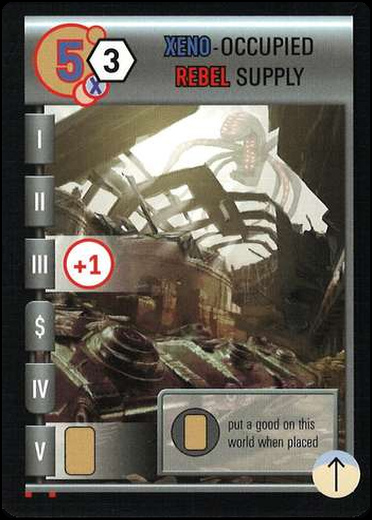 5
3
X
XENO-OCCUPIED
REBEL SUPPLY
I
II
III
+1
$
IV
V
put a good on this
world when placed